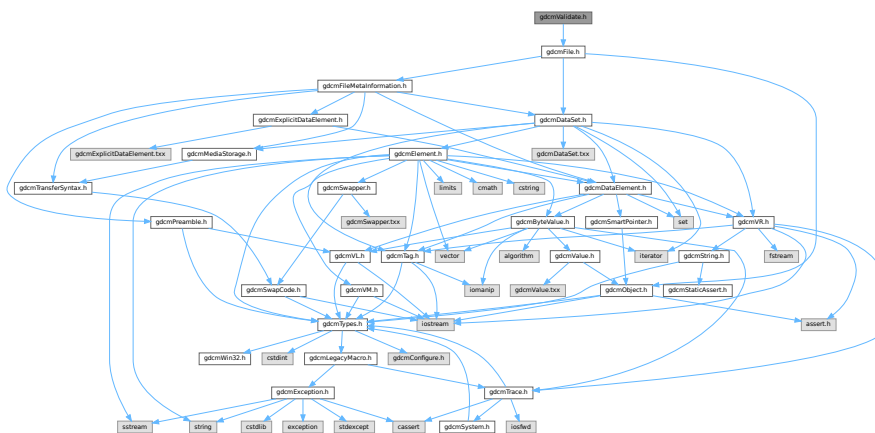 gdcmValidate.h
gdcmFile.h
gdcmFileMetaInformation.h
gdcmExplicitDataElement.h
gdcmDataSet.h
gdcmExplicitDataElement.txx
gdcmMediaStorage.h
gdcmElement.h
gdcmDataSet.txx
gdcmTransferSyntax.h
gdcmSwapper.h
limits
cmath
cstring
gdcmDataElement.h
gdcmPreamble.h
gdcmSwapper.txx
gdcmByteValue.h
gdcmSmartPointer.h
set
gdcmVR.h
gdcmVL.h
gdcmTag.h
vector
algorithm
gdcmValue.h
iterator
gdcmString.h
fstream
gdcmSwapCode.h
gdcmVM.h
iomanip
gdcmValue.txx
gdcmObject.h
gdcmStaticAssert.h
gdcmTypes.h
iostream
assert.h
gdcmWin32.h
cstdint
gdcmLegacyMacro.h
gdcmConfigure.h
gdcmException.h
gdcmTrace.h
sstream
string
cstdlib
exception
stdexcept
cassert
gdcmSystem.h
iosfwd